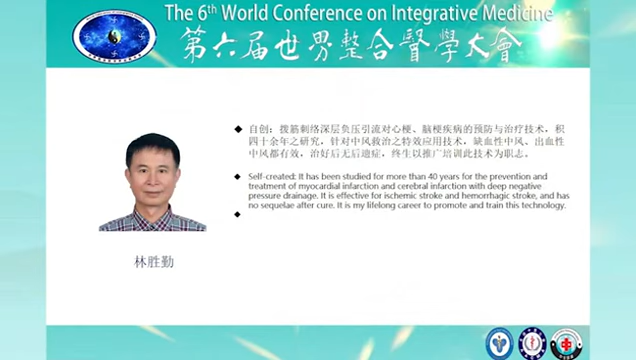 The 6th World Conference on Integrative Medicine
第六届世界整合醫學大會
◆ 自创：拨筋刺络深层负压引流对心梗、脑梗疾病的预防与治疗技术，积
四十余年之研究，针对中风救治之特效应用技术，缺血性中风、出血性
中风都有效，治好后无后遗症，终生以推广培训此技术为职志。
◆ Self-created: It has been studied for more than 40 years for the prevention and
treatment of myocardial infarction and cerebral infarction with deep negative
pressure drainage. It is effective for ischemic stroke and hemorrhagic stroke, and has
no sequelae after cure. It is my lifelong career to promote and train this technology.
◆
林胜勤